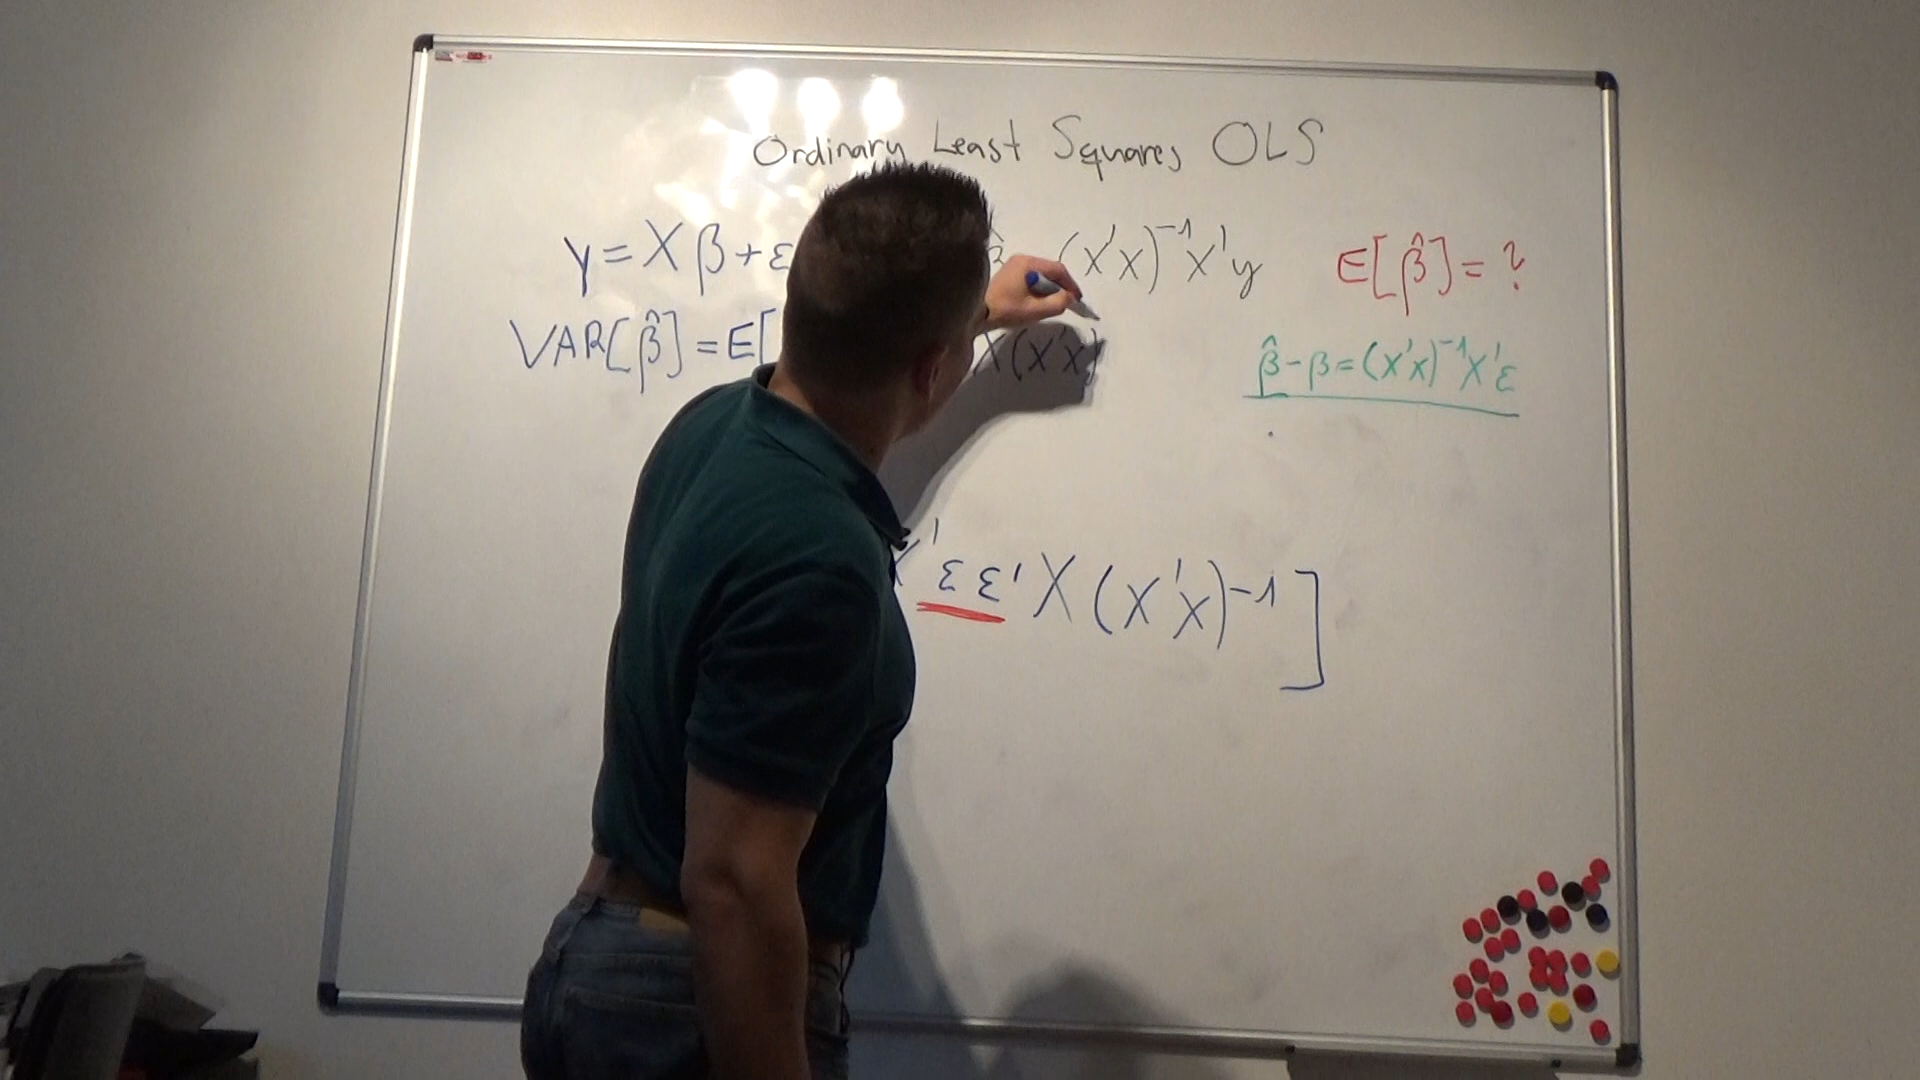 Ordinary Least Squares OLS
y = Xβ + ε β̂ = (X'X)⁻¹X'y E[β̂] = ?
VAR[β̂] = E[ X(X'X) β̂ - β = (X'X)⁻¹X'ε
X'εε'X(X'X)⁻¹]